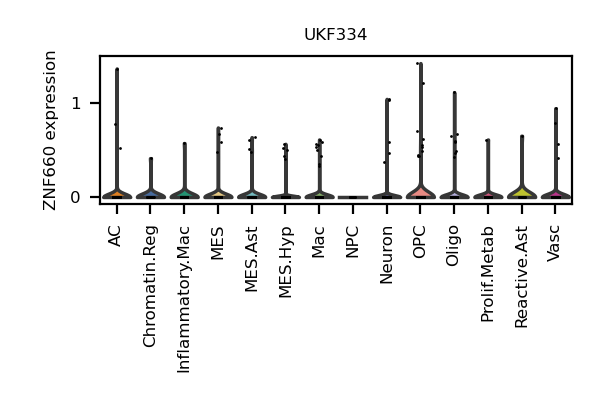 UKF334
ZNF660 expression
1
0
AC
Chromatin.Reg
Inflammatory.Mac
MES
MES.Ast
MES.Hyp
Mac
NPC
Neuron
OPC
Oligo
Prolif.Metab
Reactive.Ast
Vasc